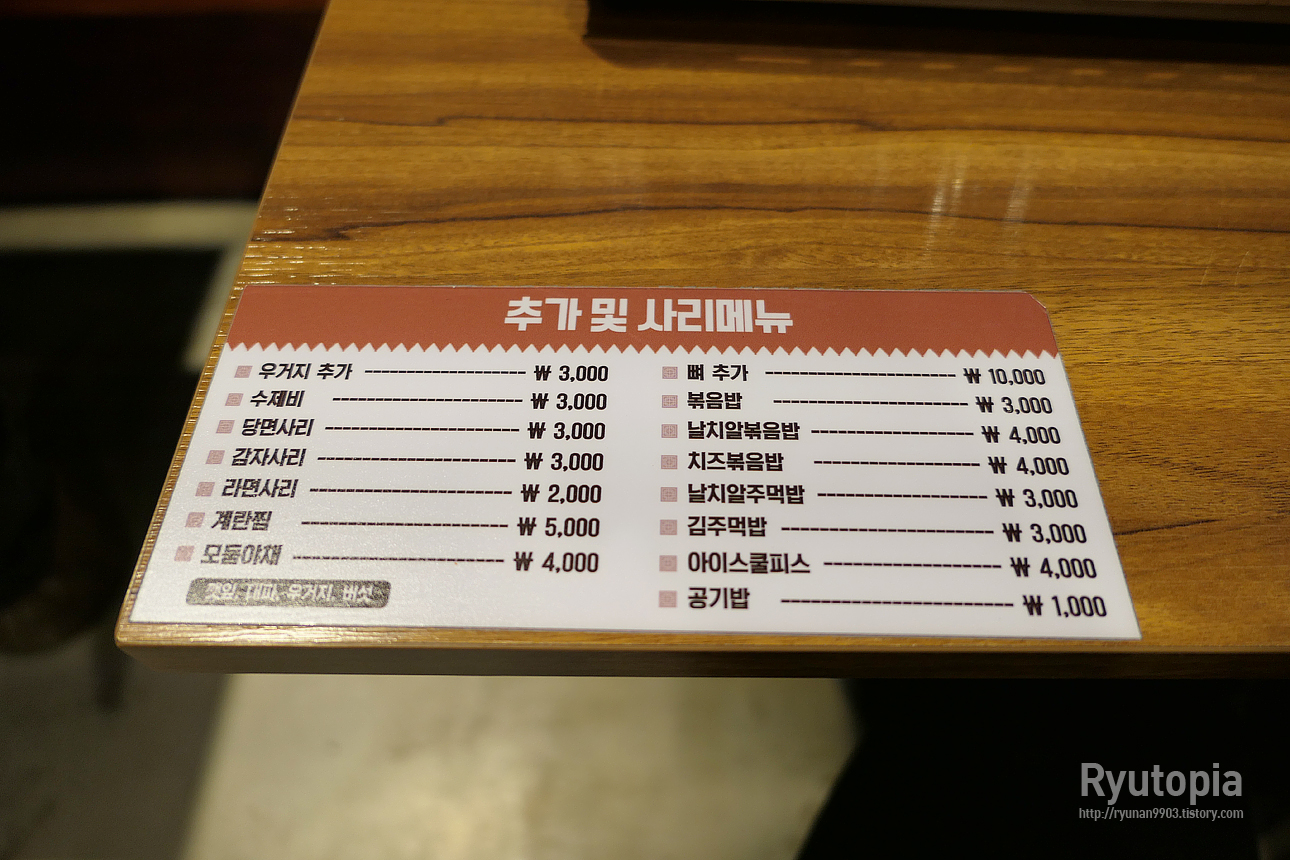 추가 및 사리메뉴
우거지 추가 ₩ 3,000
수제비 ₩ 3,000
당면사리 ₩ 3,000
감자사리 ₩ 3,000
라면사리 ₩ 2,000
계란찜 ₩ 5,000
모둠야채 ₩ 4,000
깻잎, 대파, 우거지, 버섯
뼈 추가 ₩ 10,000
볶음밥 ₩ 3,000
날치알볶음밥 ₩ 4,000
치즈볶음밥 ₩ 4,000
날치알주먹밥 ₩ 3,000
김주먹밥 ₩ 3,000
아이스쿨피스 ₩ 4,000
공기밥 ₩ 1,000
Ryutopia
http://ryunan9903.tistory.com